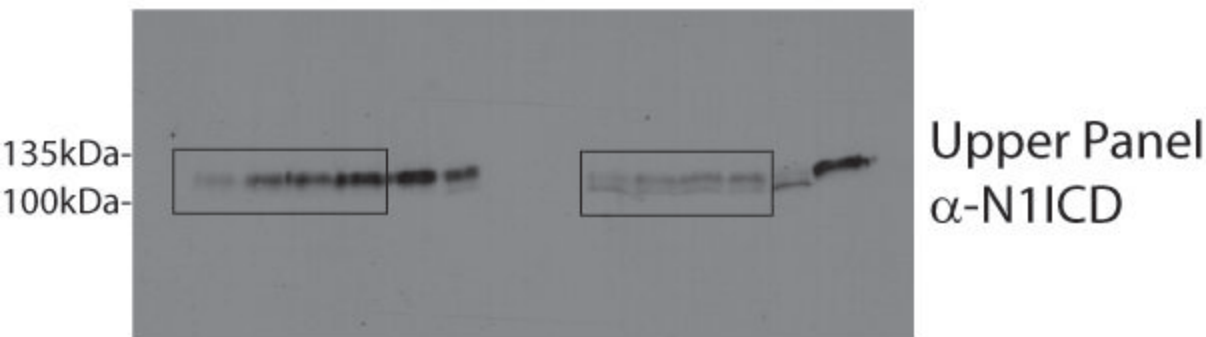 135kDa-
100kDa-
Upper Panel
α-N1ICD